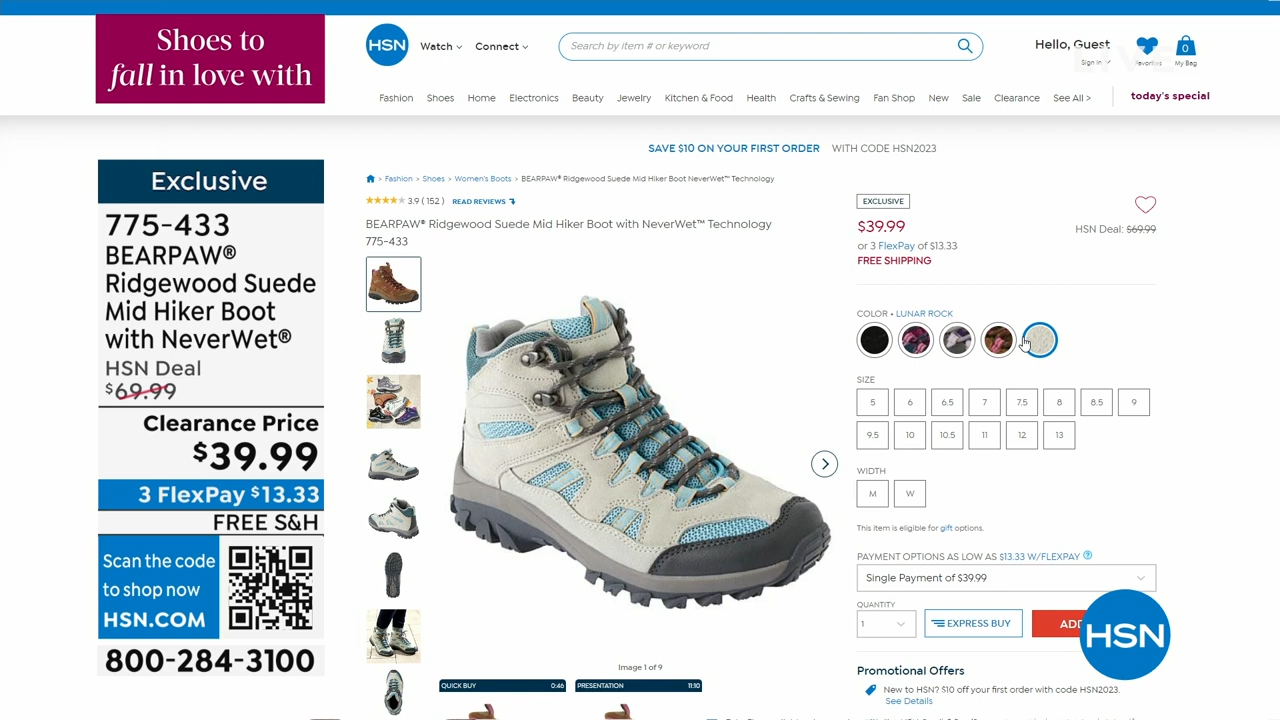 Shoes to
fall in love with
HSN
Watch
Connect
Search by item # or keyword
Hello, Guest
Sign In
Favorites
0
My Bag
Fashion Shoes Home Electronics Beauty Jewelry Kitchen & Food Health Crafts & Sewing Fan Shop New Sale Clearance See All > today's special
SAVE $10 ON YOUR FIRST ORDER WITH CODE HSN2023
Exclusive
775-433
BEARPAW®
Ridgewood Suede
Mid Hiker Boot
with NeverWet®
HSN Deal
$69.99
Clearance Price
$39.99
3 FlexPay $13.33
FREE S&H
Scan the code
to shop now
HSN.COM
800-284-3100
> Fashion > Shoes > Women's Boots > BEARPAW® Ridgewood Suede Mid Hiker Boot NeverWet™ Technology
3.9 ( 152 ) READ REVIEWS
BEARPAW® Ridgewood Suede Mid Hiker Boot with NeverWet™ Technology
775-433
Image 1 of 9
QUICK BUY 0:46
PRESENTATION 11:10
EXCLUSIVE
$39.99
HSN Deal: $69.99
or 3 FlexPay of $13.33
FREE SHIPPING
COLOR • LUNAR ROCK
SIZE
5 6 6.5 7 7.5 8 8.5 9
9.5 10 10.5 11 12 13
WIDTH
M W
This item is eligible for gift options.
PAYMENT OPTIONS AS LOW AS $13.33 W/FLEXPAY ?
Single Payment of $39.99
QUANTITY
1
EXPRESS BUY
ADD
HSN
Promotional Offers
New to HSN? $10 off your first order with code HSN2023.
See Details